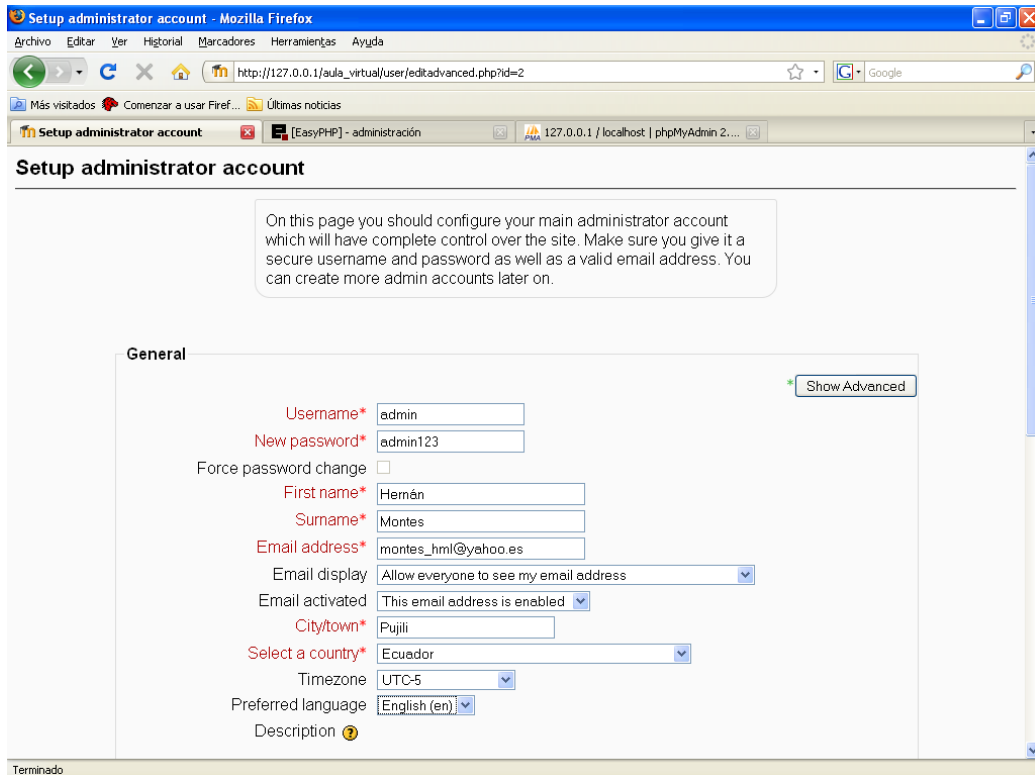 Setup administrator account - Mozilla Firefox
Archivo Editar Ver Historial Marcadores Herramientas Ayuda
http://127.0.0.1/aula_virtual/user/editadvanced.php?id=2
G Google
Más visitados Comenzar a usar Firef... Últimas noticias
Setup administrator account [EasyPHP] - administración 127.0.0.1 / localhost | phpMyAdmin 2....
Setup administrator account
On this page you should configure your main administrator account
which will have complete control over the site. Make sure you give it a
secure username and password as well as a valid email address. You
can create more admin accounts later on.
General
* Show Advanced
Username* admin
New password* admin123
Force password change
First name* Hernán
Surname* Montes
Email address* montes_hml@yahoo.es
Email display Allow everyone to see my email address
Email activated This email address is enabled
City/town* Pujili
Select a country* Ecuador
Timezone UTC-5
Preferred language English (en)
Description ?
Terminado